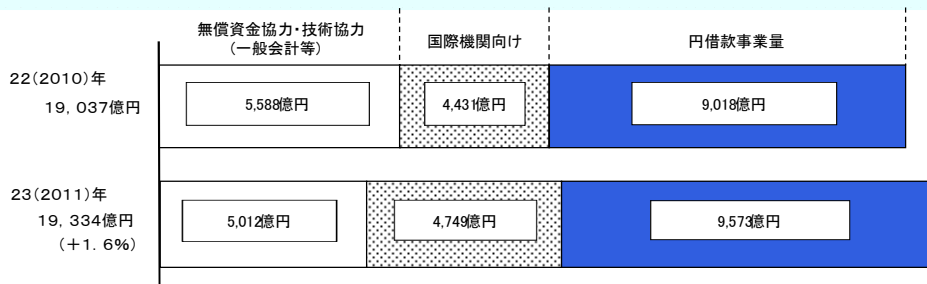 無償資金協力・技術協力
(一般会計等)
国際機関向け
円借款事業量
22(2010)年
19,037億円
5,588億円
4,431億円
9,018億円
23(2011)年
19,334億円
(+1.6%)
5,012億円
4,749億円
9,573億円